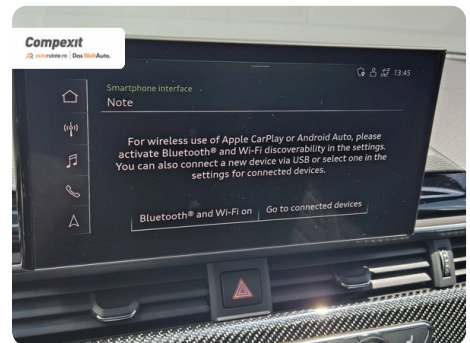 Compexit
autorulate.ro | Das WeltAuto.
13:45
Smartphone interface
Note
For wireless use of Apple CarPlay or Android Auto, please
activate Bluetooth® and Wi-Fi discoverability in the settings.
You can also connect a new device via USB or select one in the
settings for connected devices.
Bluetooth® and Wi-Fi on
Go to connected devices